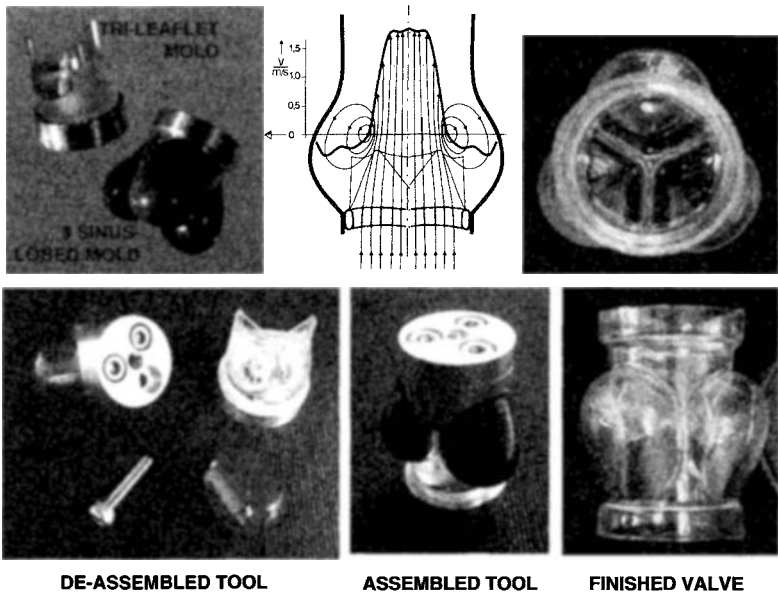 TRI-LEAFLET
MOLD
3 SINUS
LOSED MOLD
V
m/s
1,5
1,0
0,5
0
DE-ASSEMBLED TOOL
ASSEMBLED TOOL
FINISHED VALVE